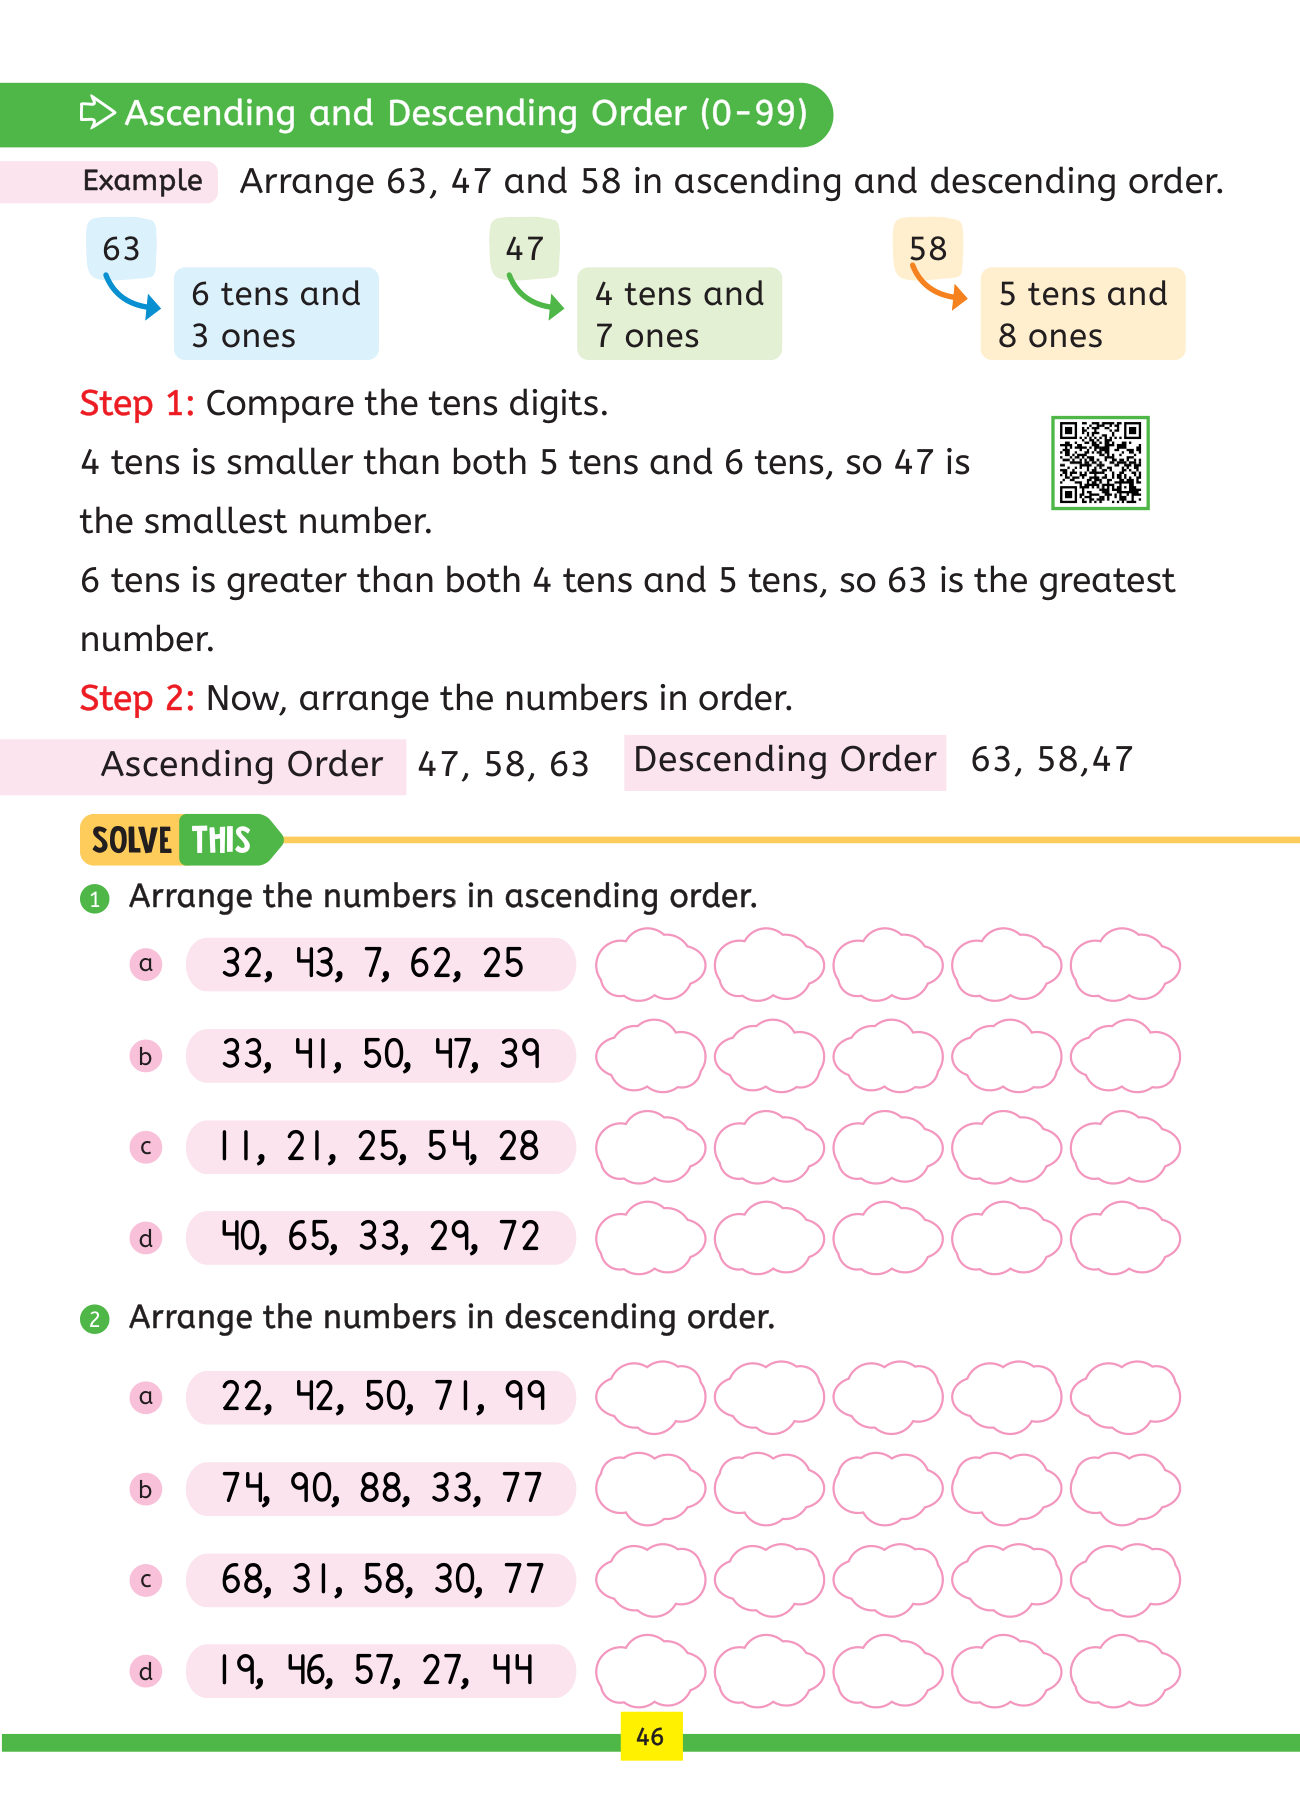 Ascending and Descending Order (0-99)
Example Arrange 63, 47 and 58 in ascending and descending order.
63 47 58
6 tens and 4 tens and 5 tens and
3 ones 7 ones 8 ones
Step 1: Compare the tens digits.
4 tens is smaller than both 5 tens and 6 tens, so 47 is
the smallest number.
6 tens is greater than both 4 tens and 5 tens, so 63 is the greatest
number.
Step 2: Now, arrange the numbers in order.
Ascending Order 47, 58, 63 Descending Order 63, 58,47
SOLVE THIS
1 Arrange the numbers in ascending order.
a 32, 43, 7, 62, 25
b 33, 41, 50, 47, 39
c 11, 21, 25, 54, 28
d 40, 65, 33, 29, 72
2 Arrange the numbers in descending order.
a 22, 42, 50, 71, 99
b 74, 90, 88, 33, 77
c 68, 31, 58, 30, 77
d 19, 46, 57, 27, 44
46